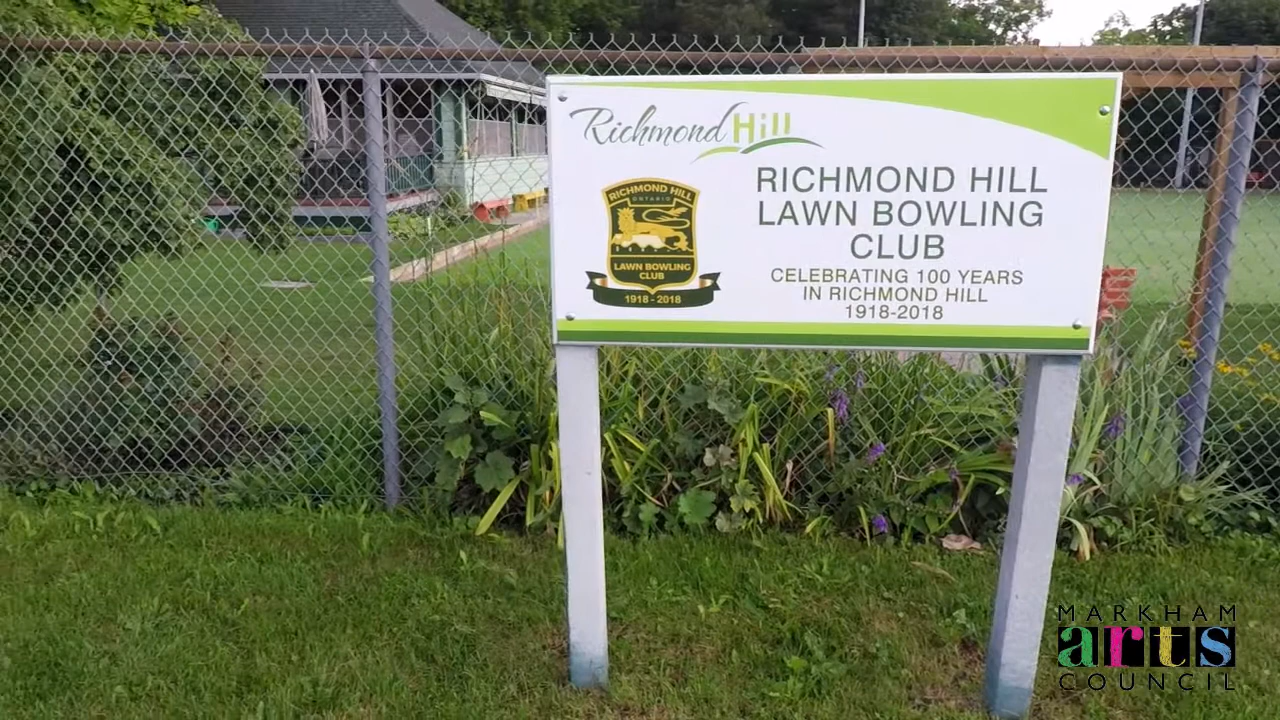 Richmond Hill
RICHMOND HILL
LAWN BOWLING
CLUB
CELEBRATING 100 YEARS
IN RICHMOND HILL
1918-2018
RICHMOND HILL
ONTARIO
LAWN BOWLING
CLUB
1918 - 2018
MARKHAM
arts
COUNCIL